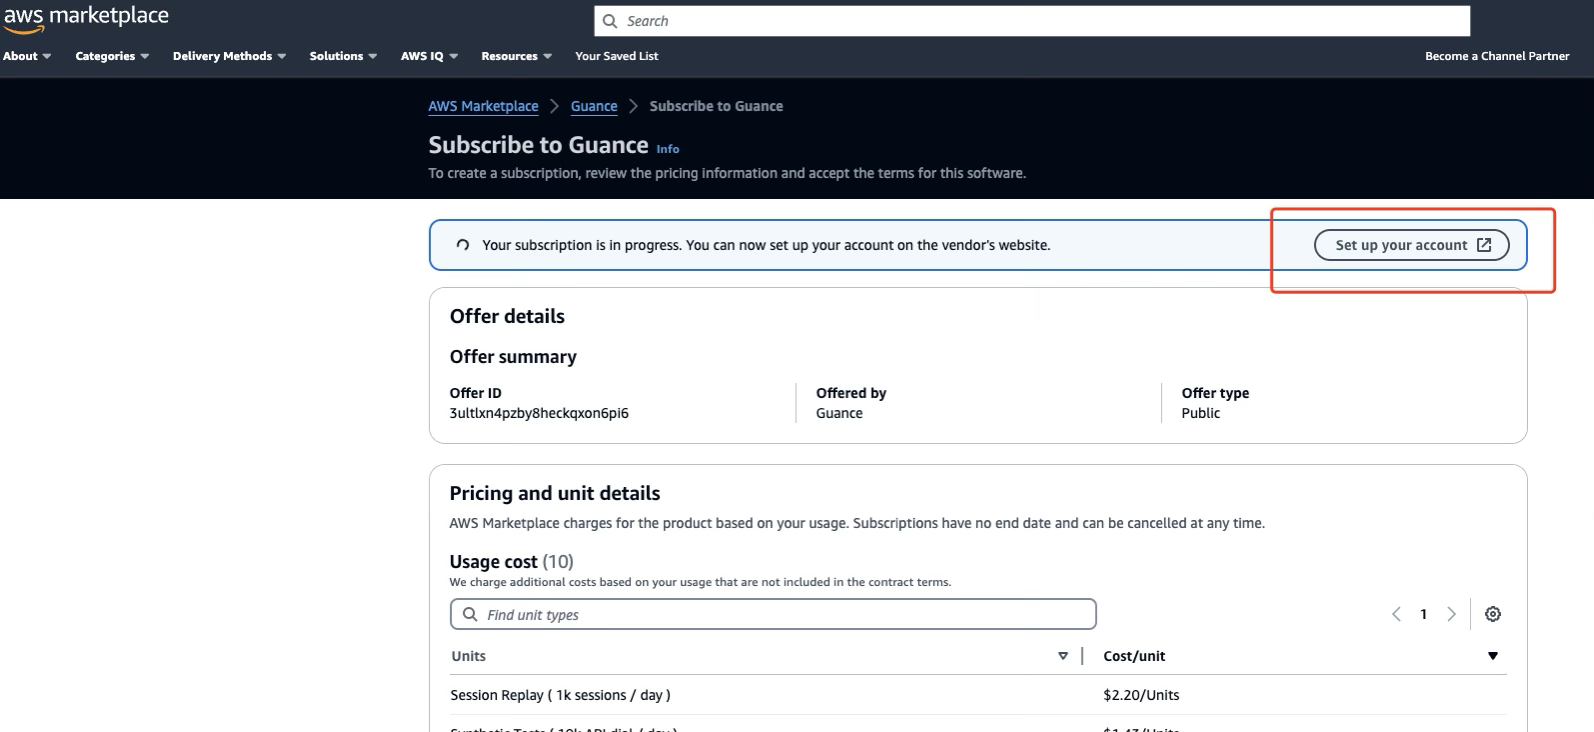 aws marketplace
Search
About Categories Delivery Methods Solutions AWS IQ Resources Your Saved List Become a Channel Partner
AWS Marketplace > Guance > Subscribe to Guance
Subscribe to Guance Info
To create a subscription, review the pricing information and accept the terms for this software.
Your subscription is in progress. You can now set up your account on the vendor's website. Set up your account
Offer details
Offer summary
Offer ID Offered by Offer type
3ultlxn4pzby8heckqxon6pi6 Guance Public
Pricing and unit details
AWS Marketplace charges for the product based on your usage. Subscriptions have no end date and can be cancelled at any time.
Usage cost (10)
We charge additional costs based on your usage that are not included in the contract terms.
Find unit types 1
Units Cost/unit
Session Replay ( 1k sessions / day ) $2.20/Units